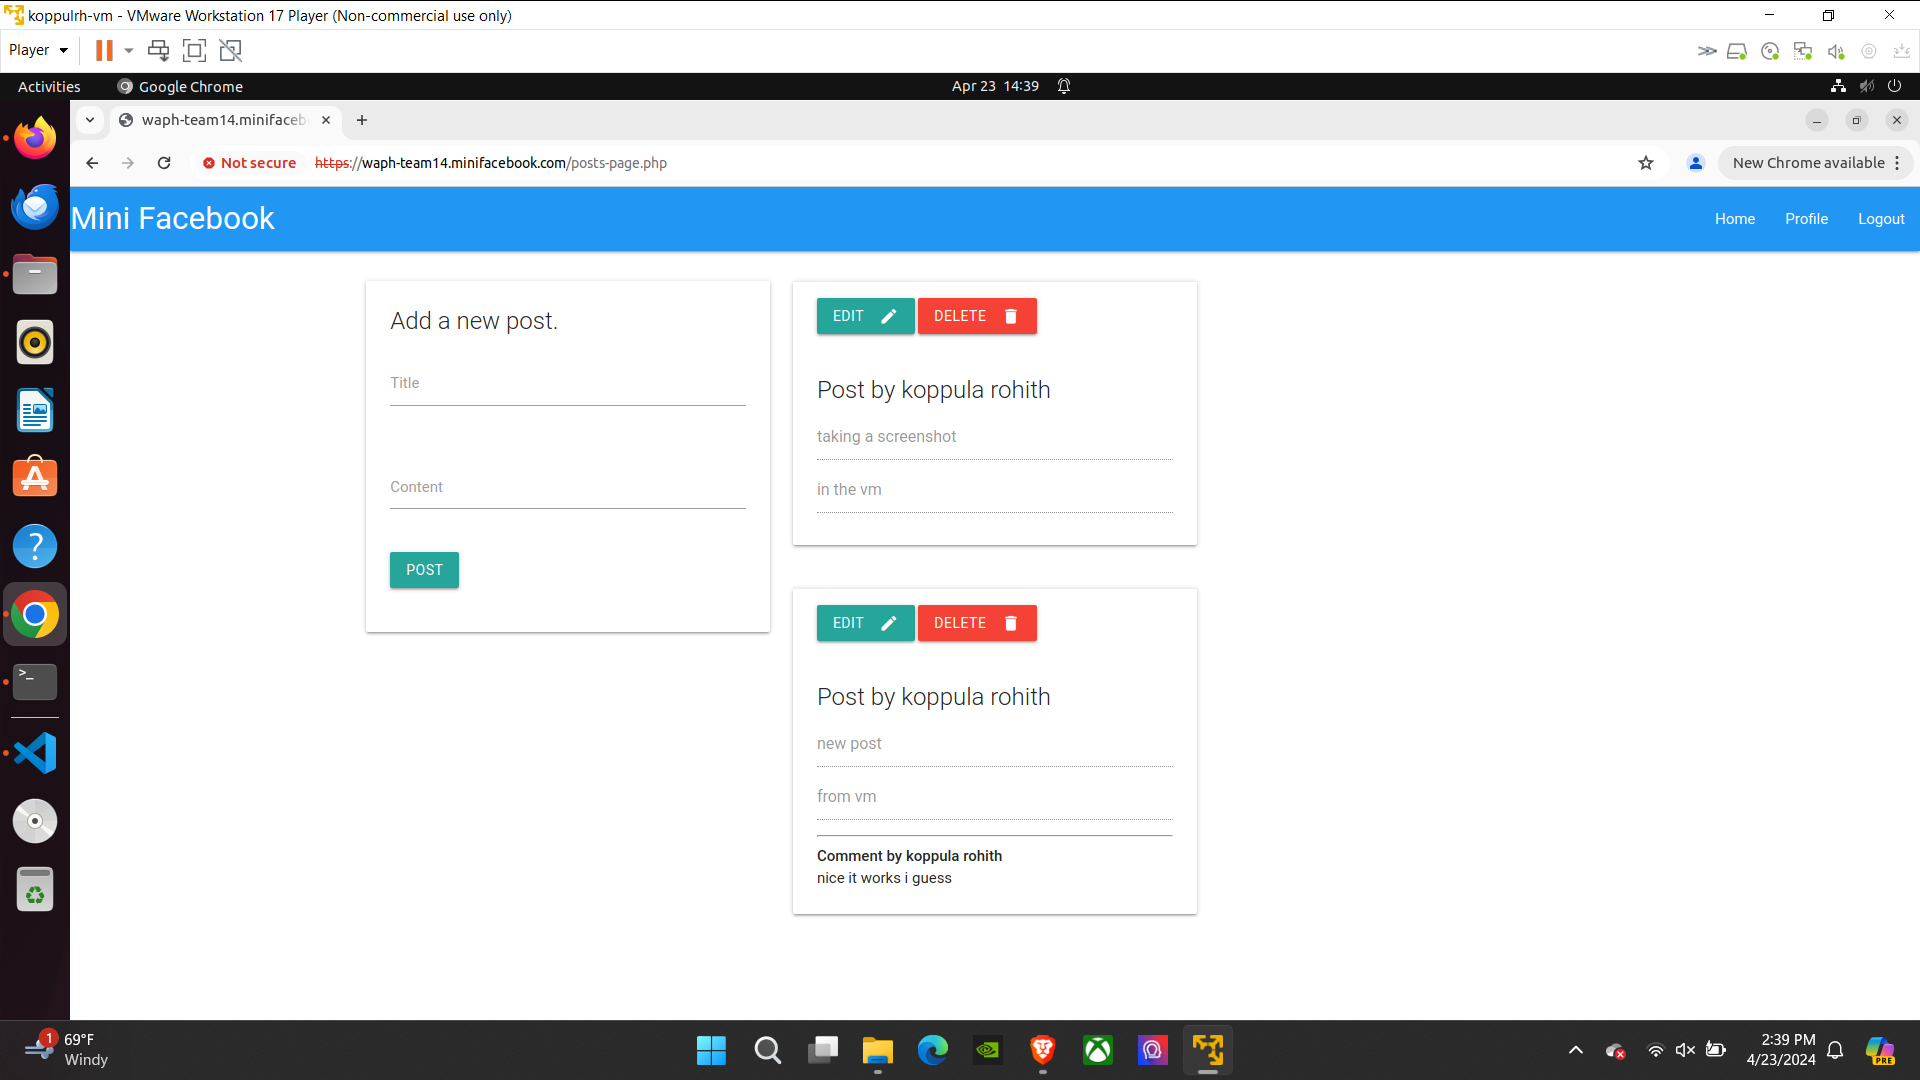 koppulrh-vm - VMware Workstation 17 Player (Non-commercial use only)
Player
Activities
Google Chrome
Apr 23 14:39
waph-team14.minifaceb
Not secure
https://waph-team14.minifacebook.com/posts-page.php
New Chrome available
Mini Facebook
Home
Profile
Logout
Add a new post.
Title
Content
POST
EDIT
DELETE
Post by koppula rohith
taking a screenshot
in the vm
EDIT
DELETE
Post by koppula rohith
new post
from vm
Comment by koppula rohith
nice it works i guess
1
69°F
Windy
2:39 PM
4/23/2024
PRE